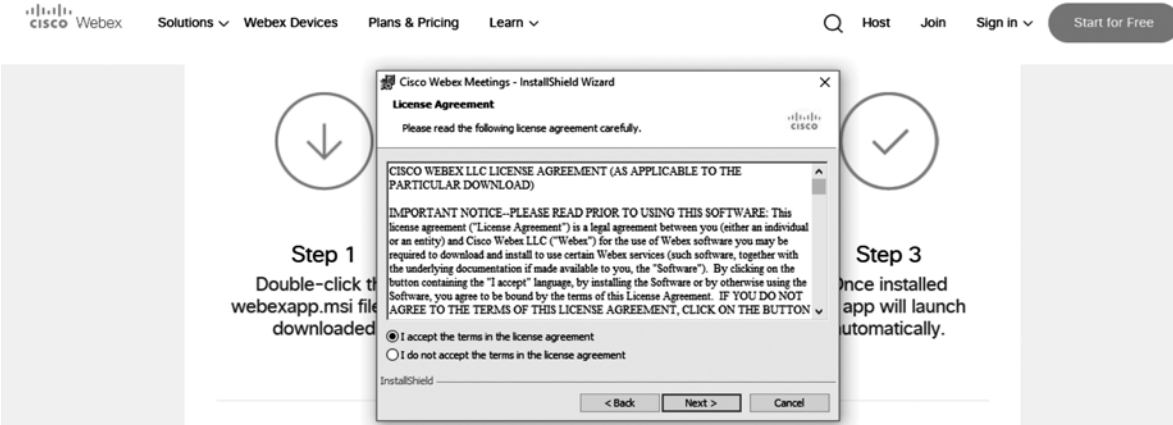 CISCO Webex
Solutions Webex Devices Plans & Pricing Learn Host Join Sign in Start for Free
Cisco Webex Meetings - InstallShield Wizard
License Agreement
Please read the following license agreement carefully.
CISCO
CISCO WEBEX LLC LICENSE AGREEMENT (AS APPLICABLE TO THE
PARTICULAR DOWNLOAD)
IMPORTANT NOTICE--PLEASE READ PRIOR TO USING THIS SOFTWARE: This
license agreement ("License Agreement") is a legal agreement between you (either an individual
or an entity) and Cisco Webex LLC ("Webex") for the use of Webex software you may be
required to download and install to use certain Webex services (such software, together with
the underlying documentation if made available to you, the "Software"). By clicking on the
button containing the "I accept" language, by installing the Software or by otherwise using the
Software, you agree to be bound by the terms of this License Agreement. IF YOU DO NOT
AGREE TO THE TERMS OF THIS LICENSE AGREEMENT, CLICK ON THE BUTTON
I accept the terms in the license agreement
I do not accept the terms in the license agreement
InstallShield
< Back Next > Cancel
Step 1
Double-click
webexapp.msi file
downloaded
Step 3
installed
app will launch
automatically.